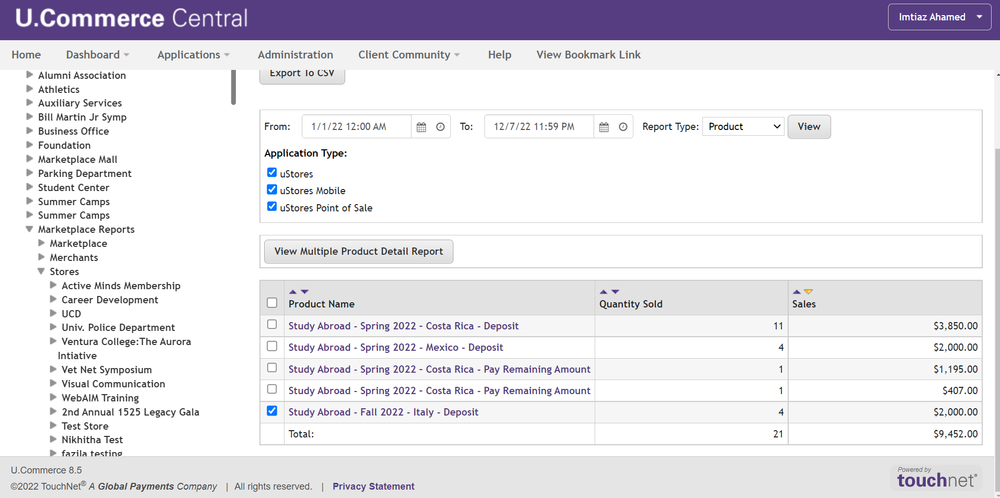 U.Commerce Central
Imtiaz Ahamed
Home Dashboard Applications Administration Client Community Help View Bookmark Link
Alumni Association
Athletics
Auxiliary Services
Bill Martin Jr Symp
Business Office
Foundation
Marketplace Mall
Parking Department
Student Center
Summer Camps
Summer Camps
Marketplace Reports
Marketplace
Merchants
Stores
Active Minds Membership
Career Development
UCD
Univ. Police Department
Ventura College:The Aurora
Intiative
Vet Net Symposium
Visual Communication
WebAIM Training
2nd Annual 1525 Legacy Gala
Test Store
Nikhitha Test
fazila testing
Export To CSV
From: 1/1/22 12:00 AM To: 12/7/22 11:59 PM Report Type: Product View
Application Type:
uStores
uStores Mobile
uStores Point of Sale
View Multiple Product Detail Report
Product Name Quantity Sold Sales
Study Abroad - Spring 2022 – Costa Rica - Deposit 11 $3,850.00
Study Abroad - Spring 2022 - Mexico - Deposit 4 $2,000.00
Study Abroad - Spring 2022 – Costa Rica - Pay Remaining Amount 1 $1,195.00
Study Abroad - Spring 2022 – Costa Rica - Pay Remaining Amount 1 $407.00
Study Abroad - Fall 2022 - Italy - Deposit 4 $2,000.00
Total: 21 $9,452.00
U.Commerce 8.5
©2022 TouchNet® A Global Payments Company | All rights reserved. | Privacy Statement
Powered by
touchnet®